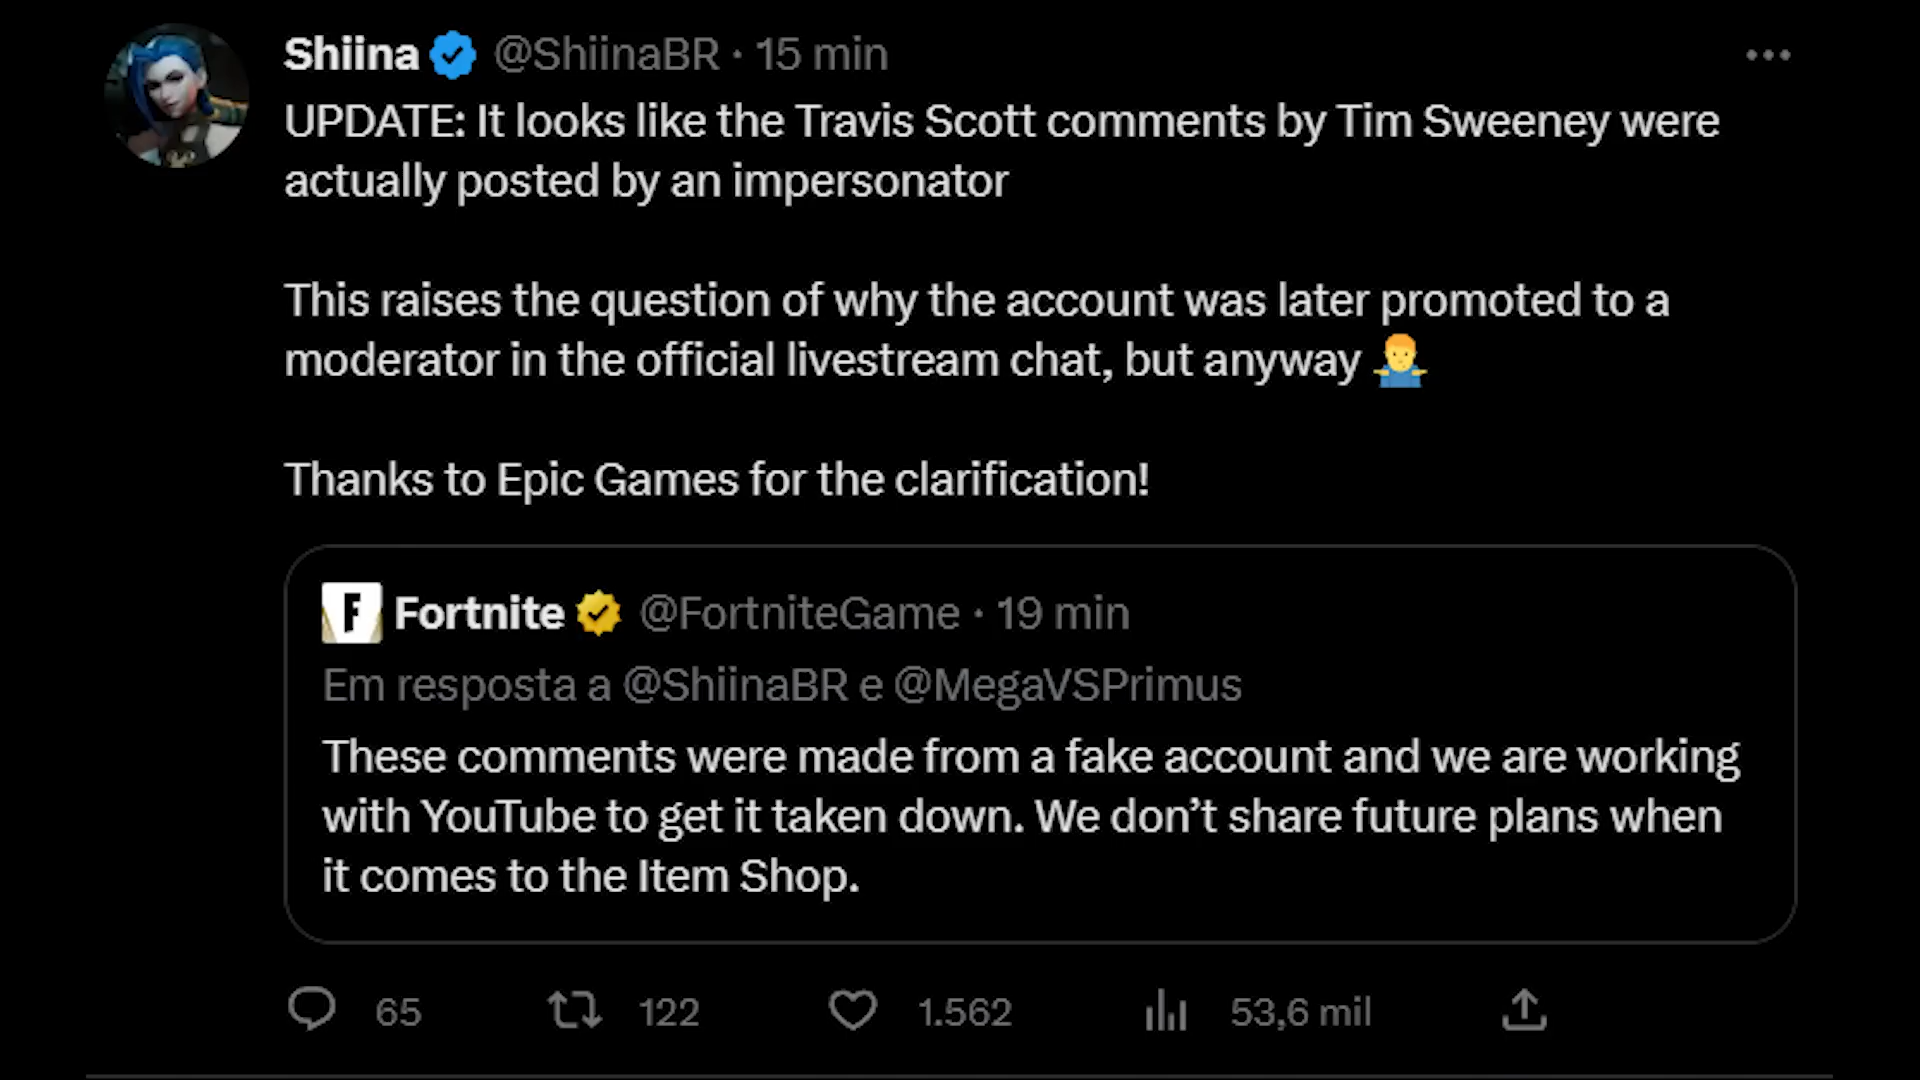 Shiina @ShiinaBR · 15 min
UPDATE: It looks like the Travis Scott comments by Tim Sweeney were
actually posted by an impersonator
This raises the question of why the account was later promoted to a
moderator in the official livestream chat, but anyway 🤷‍♂️
Thanks to Epic Games for the clarification!
F Fortnite @FortniteGame · 19 min
Em resposta a @ShiinaBR e @MegaVSPrimus
These comments were made from a fake account and we are working
with YouTube to get it taken down. We don’t share future plans when
it comes to the Item Shop.
65 122 1.562 53,6 mil